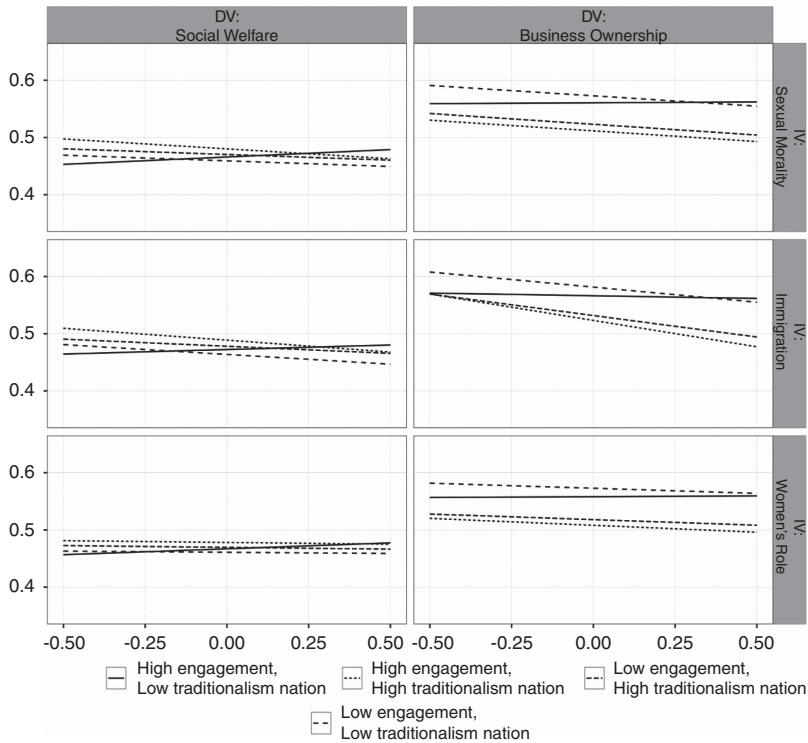 DV:
Social Welfare
DV:
Business Ownership
0.6
0.5
0.4
IV:
Sexual Morality
0.6
0.5
0.4
IV:
Immigration
0.6
0.5
0.4
IV:
Women's Role
-0.50 -0.25 0.00 0.25 0.50 -0.50 -0.25 0.00 0.25 0.50
High engagement,
Low traditionalism nation
High engagement,
High traditionalism nation
Low engagement,
High traditionalism nation
Low engagement,
Low traditionalism nation